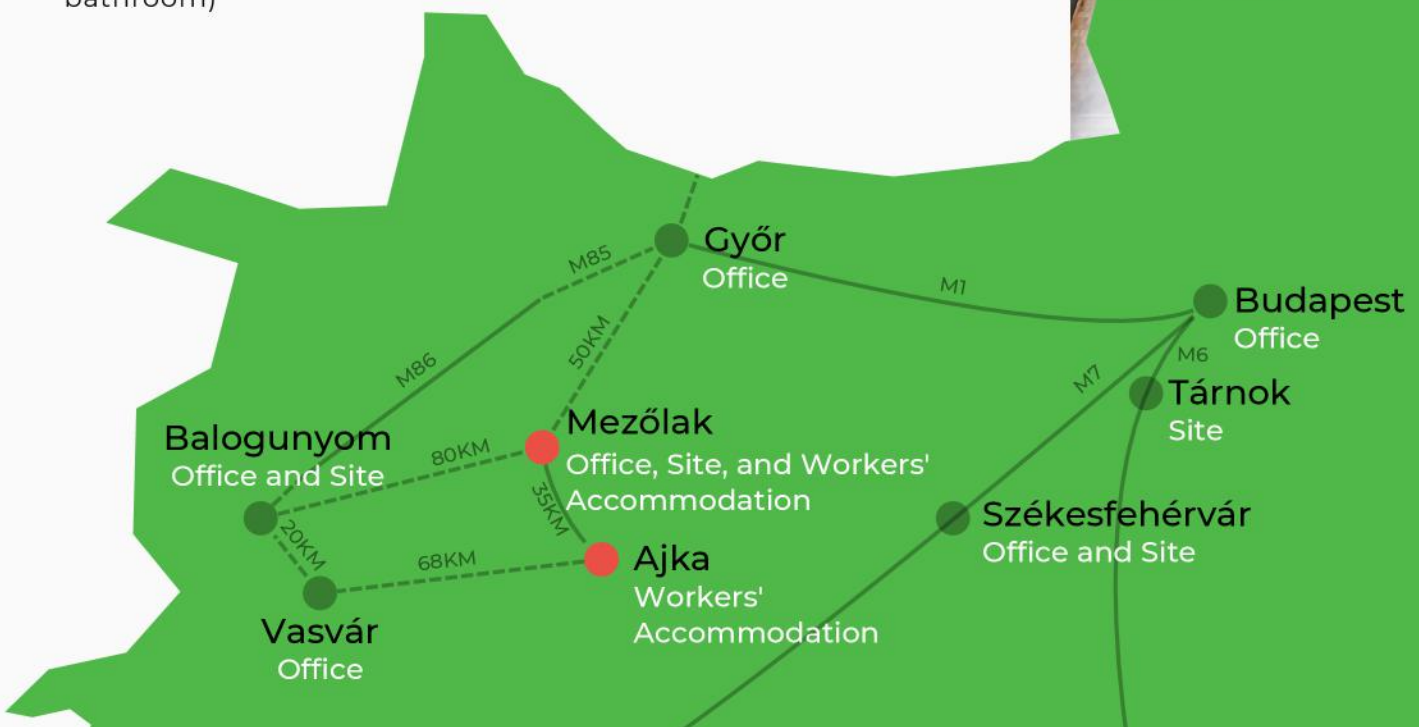 bathroom)
Győr
Office
M85
M1
Budapest
Office
50KM
M86
M6
M7
Tárnok
Site
Mezőlak
Office, Site, and Workers'
Accommodation
Balogunyom
Office and Site
80KM
35KM
Székesfehérvár
Office and Site
20KM
68KM
Ajka
Workers'
Accommodation
Vasvár
Office